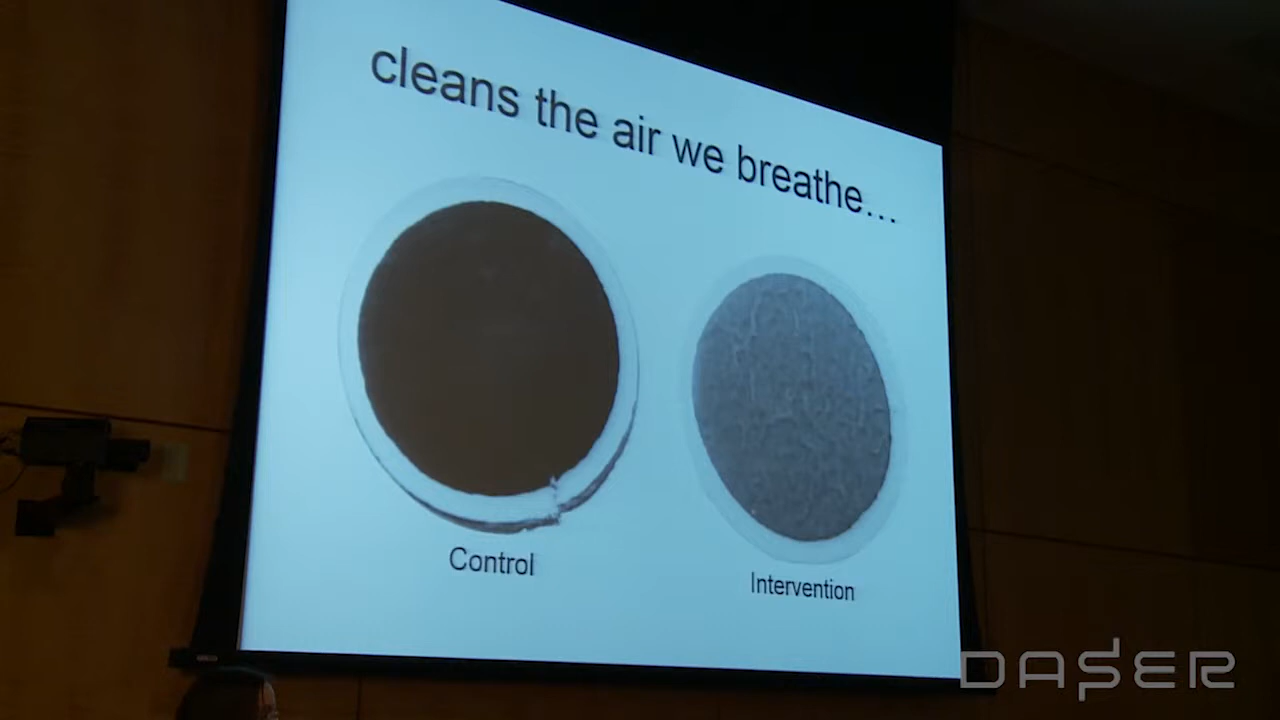 cleans the air we breathe...
Control
Intervention
DASER